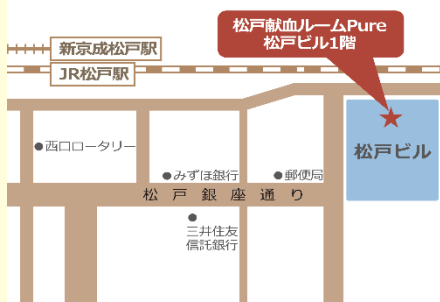 松戸献血ルームPure
松戸ビル1階
新京成松戸駅
JR松戸駅
西口ロータリー
みずほ銀行
郵便局
松戸ビル
松戸銀座通り
三井住友
信託銀行